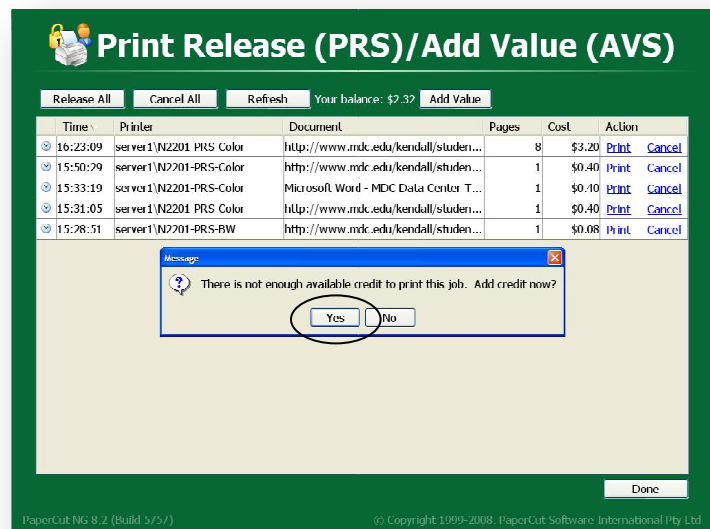 Print Release (PRS)/Add Value (AVS)
Release All Cancel All Refresh Your balance: $2.32 Add Value
Time Printer Document Pages Cost Action
16:23:09 server1\N2201-PRS-Color http://www.mdc.edu/kendall/studen... 8 $3.20 Print Cancel
15:50:29 server1\N2201-PRS-Color http://www.mdc.edu/kendall/studen... 1 $0.40 Print Cancel
15:33:19 server1\N2201-PRS-Color Microsoft Word - MDC Data Center T... 1 $0.40 Print Cancel
15:31:05 server1\N2201-PRS-Color http://www.mdc.edu/kendall/studen... 1 $0.40 Print Cancel
15:28:51 server1\N2201-PRS-BW http://www.mdc.edu/kendall/studen... 1 $0.08 Print Cancel
Message
There is not enough available credit to print this job. Add credit now?
Yes No
Done
PaperCut NG 8.2 (Build 5757) © Copyright 1999-2008. PaperCut Software International Pty Ltd.